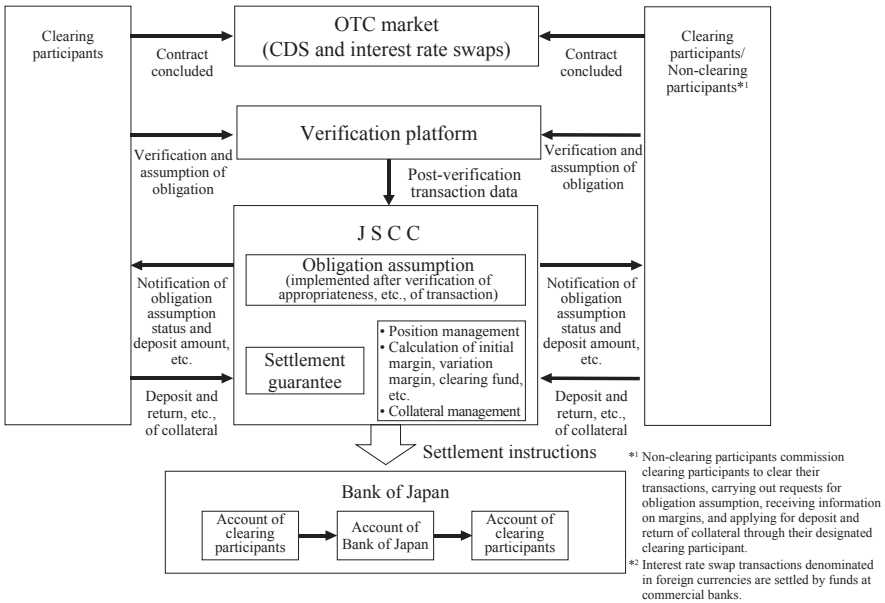 Clearing
participants
OTC market
(CDS and interest rate swaps)
Clearing
participants/
Non-clearing
participants*1
Contract
concluded
Contract
concluded
Verification platform
Verification and
assumption of
obligation
Verification and
assumption of
obligation
Post-verification
transaction data
J S C C
Obligation assumption
(implemented after verification of
appropriateness, etc., of transaction)
Notification of
obligation
assumption
status and
deposit amount,
etc.
Notification of
obligation
assumption
status and
deposit amount,
etc.
Settlement
guarantee
• Position management
• Calculation of initial
margin, variation
margin, clearing fund,
etc.
• Collateral management
Deposit and
return, etc.,
of collateral
Deposit and
return, etc.,
of collateral
Settlement instructions
Bank of Japan
Account of
clearing
participants
Account of
Bank of Japan
Account of
clearing
participants
*1 Non-clearing participants commission
clearing participants to clear their
transactions, carrying out requests for
obligation assumption, receiving information
on margins, and applying for deposit and
return of collateral through their designated
clearing participant.
*2 Interest rate swap transactions denominated
in foreign currencies are settled by funds at
commercial banks.